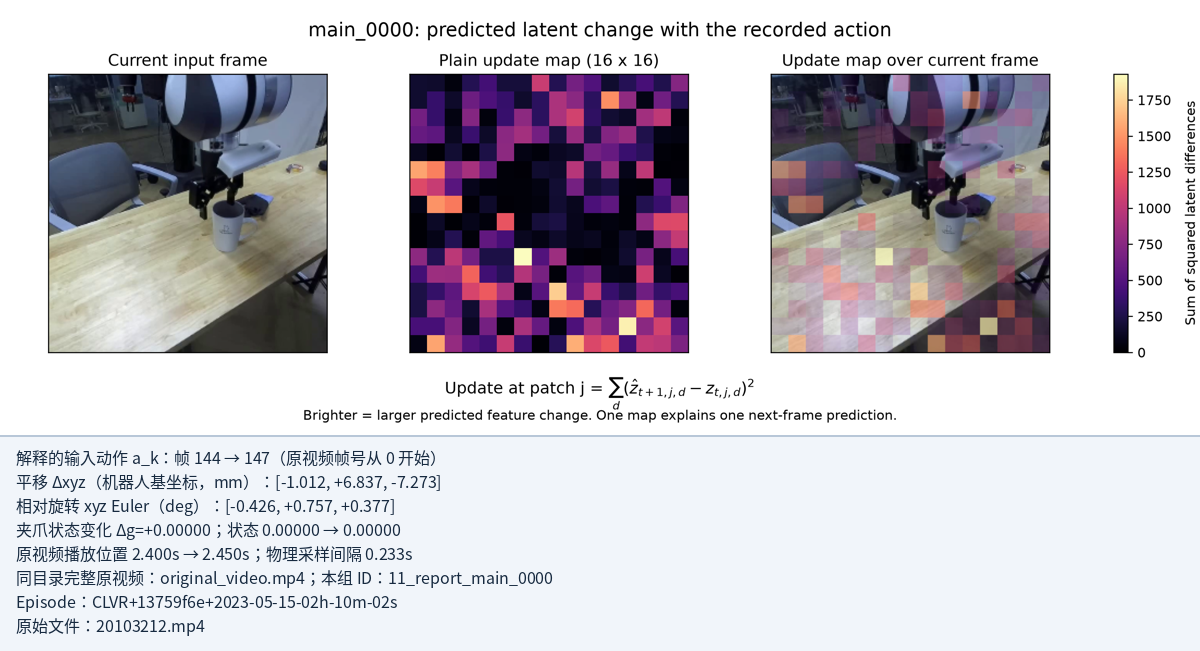 main_0000: predicted latent change with the recorded action
Current input frame
Plain update map (16 x 16)
Update map over current frame
1750
1500
1250
1000
750
500
250
0
Sum of squared latent differences
Update at patch j = ∑_d (ẑ_{t+1,j,d} − z_{t,j,d})²
Brighter = larger predicted feature change. One map explains one next-frame prediction.
解释的输入动作 a_k：帧 144 → 147（原视频帧号从 0 开始）
平移 Δxyz（机器人基坐标，mm）：[-1.012, +6.837, -7.273]
相对旋转 xyz Euler（deg）：[-0.426, +0.757, +0.377]
夹爪状态变化 Δg=+0.00000；状态 0.00000 → 0.00000
原视频播放位置 2.400s → 2.450s；物理采样间隔 0.233s
同目录完整原视频：original_video.mp4；本组 ID：11_report_main_0000
Episode：CLVR+13759f6e+2023-05-15-02h-10m-02s
原始文件：20103212.mp4